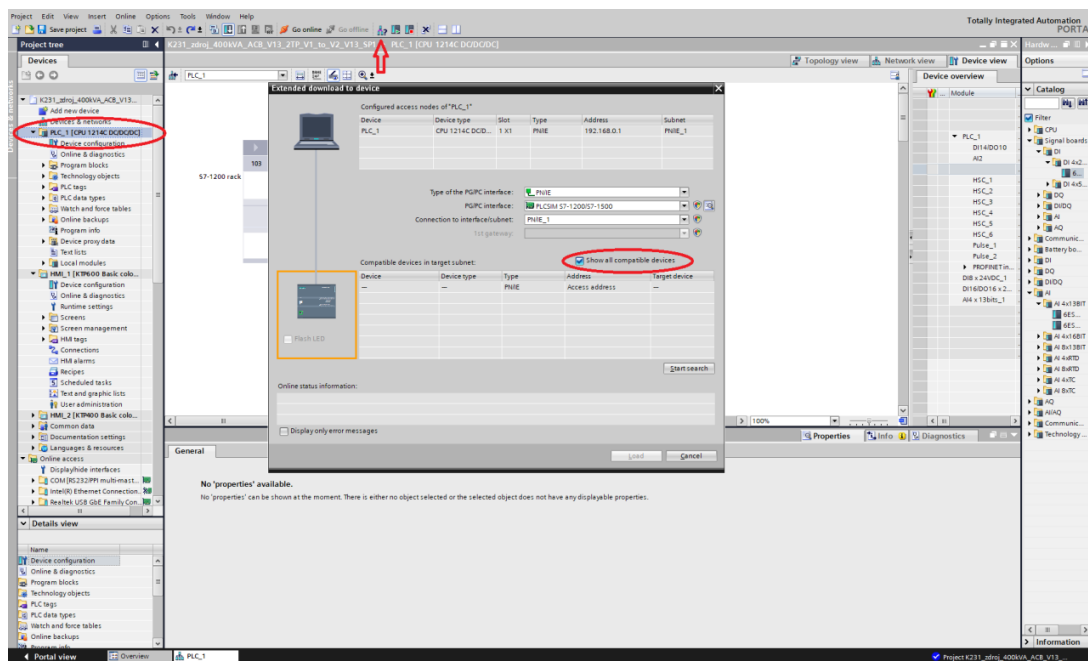 Project Edit View Insert Online Options Tools Window Help
Totally Integrated Automation
PORTA
Save project
Go online
Go offline
Project tree
K231_zdroj_400kVA_ACB_V13_2TP_V1_to_V2_V13_SP1
PLC_1 [CPU 1214C DC/DC/DC]
Hardw...
Devices
Topology view
Network view
Device view
Options
PLC_1
Device overview
K231_zdroj_400kVA_ACB_V13...
Add new device
Devices & networks
PLC_1 [CPU 1214C DC/DC/DC]
Device configuration
Online & diagnostics
Program blocks
Technology objects
PLC tags
PLC data types
Watch and force tables
Online backups
Program info
Device proxy data
Text lists
Local modules
HMI_1 [KTP600 Basic colo...
Device configuration
Online & diagnostics
Runtime settings
Screens
Screen management
HMI tags
Connections
HMI alarms
Recipes
Scheduled tasks
Text and graphic lists
User administration
HMI_2 [KTP400 Basic colo...
Common data
Documentation settings
Languages & resources
Online access
Display/hide interfaces
COM [RS232/PPI multi-mast...
Intel(R) Ethernet Connection...
Realtek USB GbE Family Con...
Details view
Name
Device configuration
Online & diagnostics
Program blocks
Technology objects
PLC tags
PLC data types
Watch and force tables
Online backups
Program info
103
S7-1200 rack
Extended download to device
Configured access nodes of "PLC_1"
Device Device type Slot Type Address Subnet
PLC_1 CPU 1214C DC/D... 1 X1 PN/IE 192.168.0.1 PN/IE_1
Type of the PG/PC interface: PN/IE
PG/PC interface: PLCSIM S7-1200/S7-1500
Connection to interface/subnet: PN/IE_1
1st gateway:
Compatible devices in target subnet:
Show all compatible devices
Device Device type Type Address Target device
— — PN/IE Access address —
Flash LED
Start search
Online status information:
Display only error messages
Load
Cancel
100%
Properties
Info
Diagnostics
General
No 'properties' available.
No 'properties' can be shown at the moment. There is either no object selected or the selected object does not have any displayable properties.
... Module
PLC_1
DI14/DO10
AI2
HSC_1
HSC_2
HSC_3
HSC_4
HSC_5
HSC_6
Pulse_1
Pulse_2
PROFINET in...
DI8 x 24VDC_1
DI16/DO16 x 2...
AI4 x 13bits_1
Catalog
Filter
CPU
Signal boards
DI
DI 4x2...
6...
DI 4x5...
DQ
DI/DQ
AI
AQ
Communic...
Battery bo...
DI
DQ
DI/DQ
AI
AI 4x13BIT
6ES...
6ES...
AI 4x16BIT
AI 8x13BIT
AI 4xRTD
AI 8xRTD
AI 4xTC
AI 8xTC
AQ
AI/AQ
Communic...
Technology...
Information
Portal view
Overview
PLC_1
Project K231_zdroj_400kVA_ACB_V13_...